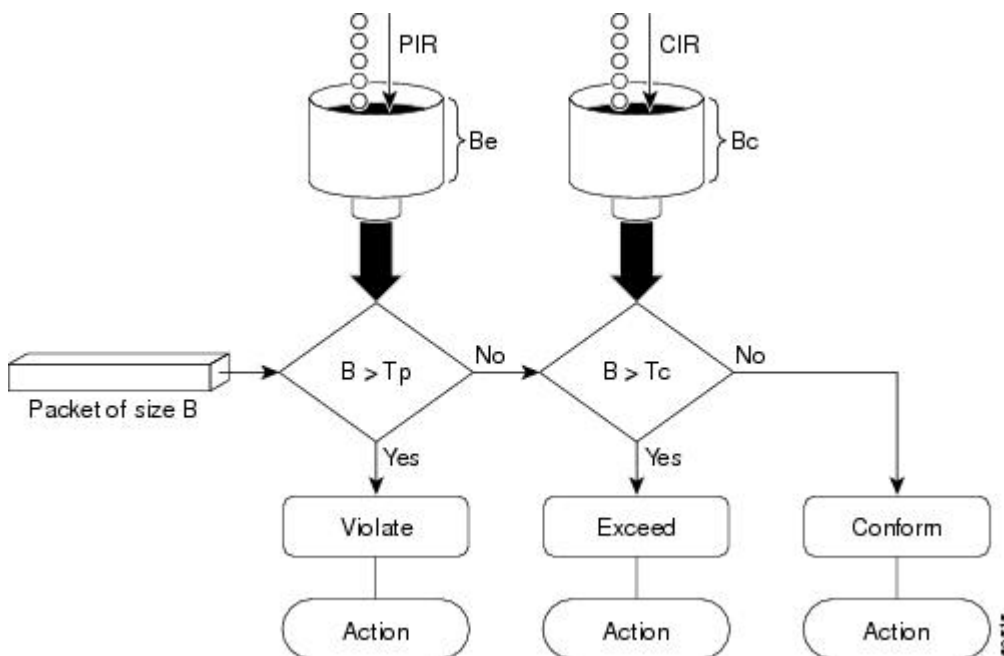 PIR
CIR
Be
Bc
B > Tp
No
B > Tc
No
Packet of size B
Yes
Yes
Violate
Exceed
Conform
Action
Action
Action